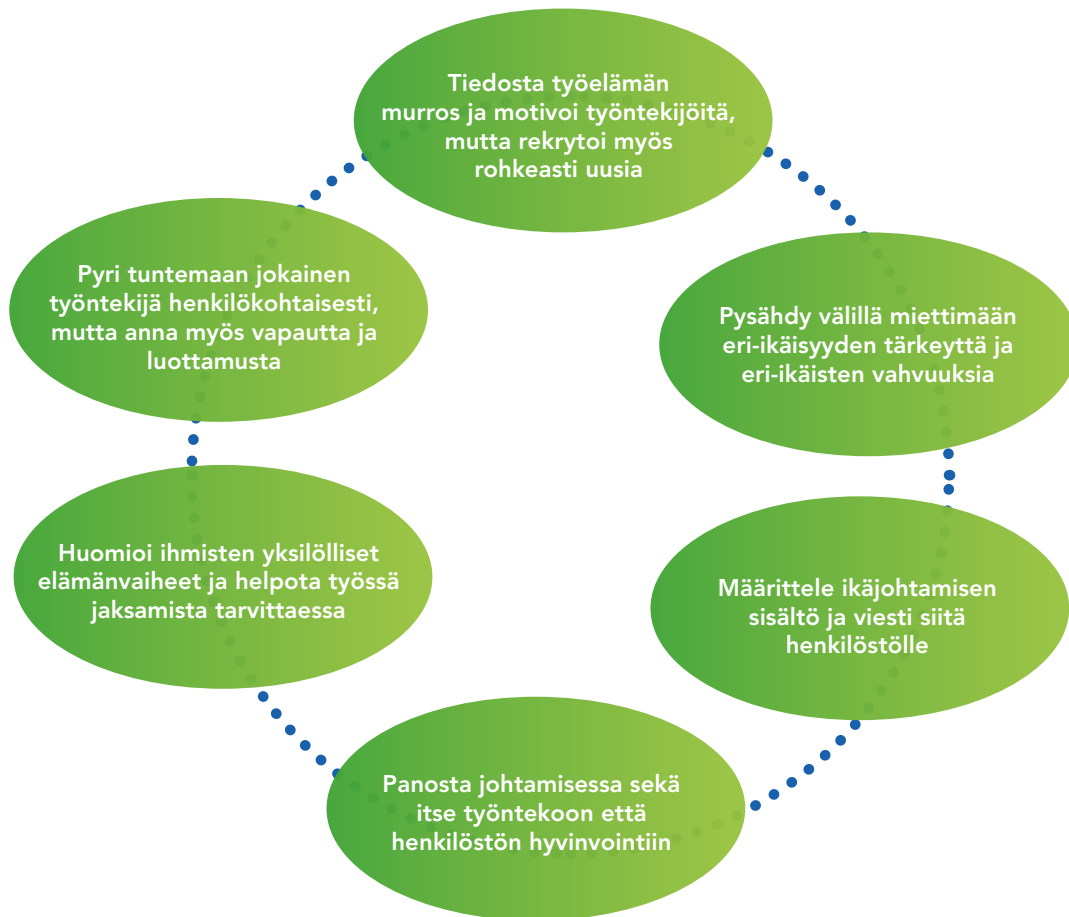 Tiedosta työelämän
murros ja motivoi työntekijöitä,
mutta rekrytoi myös
rohkeasti uusia
Pysähdy välillä miettimään
eri-ikäisyyden tärkeyttä ja
eri-ikäisten vahvuuksia
Määrittele ikäjohtamisen
sisältö ja viesti siitä
henkilöstölle
Panosta johtamisessa sekä
itse työntekoon että
henkilöstön hyvinvointiin
Huomioi ihmisten yksilölliset
elämänvaiheet ja helpota työssä
jaksamista tarvittaessa
Pyri tuntemaan jokainen
työntekijä henkilökohtaisesti,
mutta anna myös vapautta ja
luottamusta